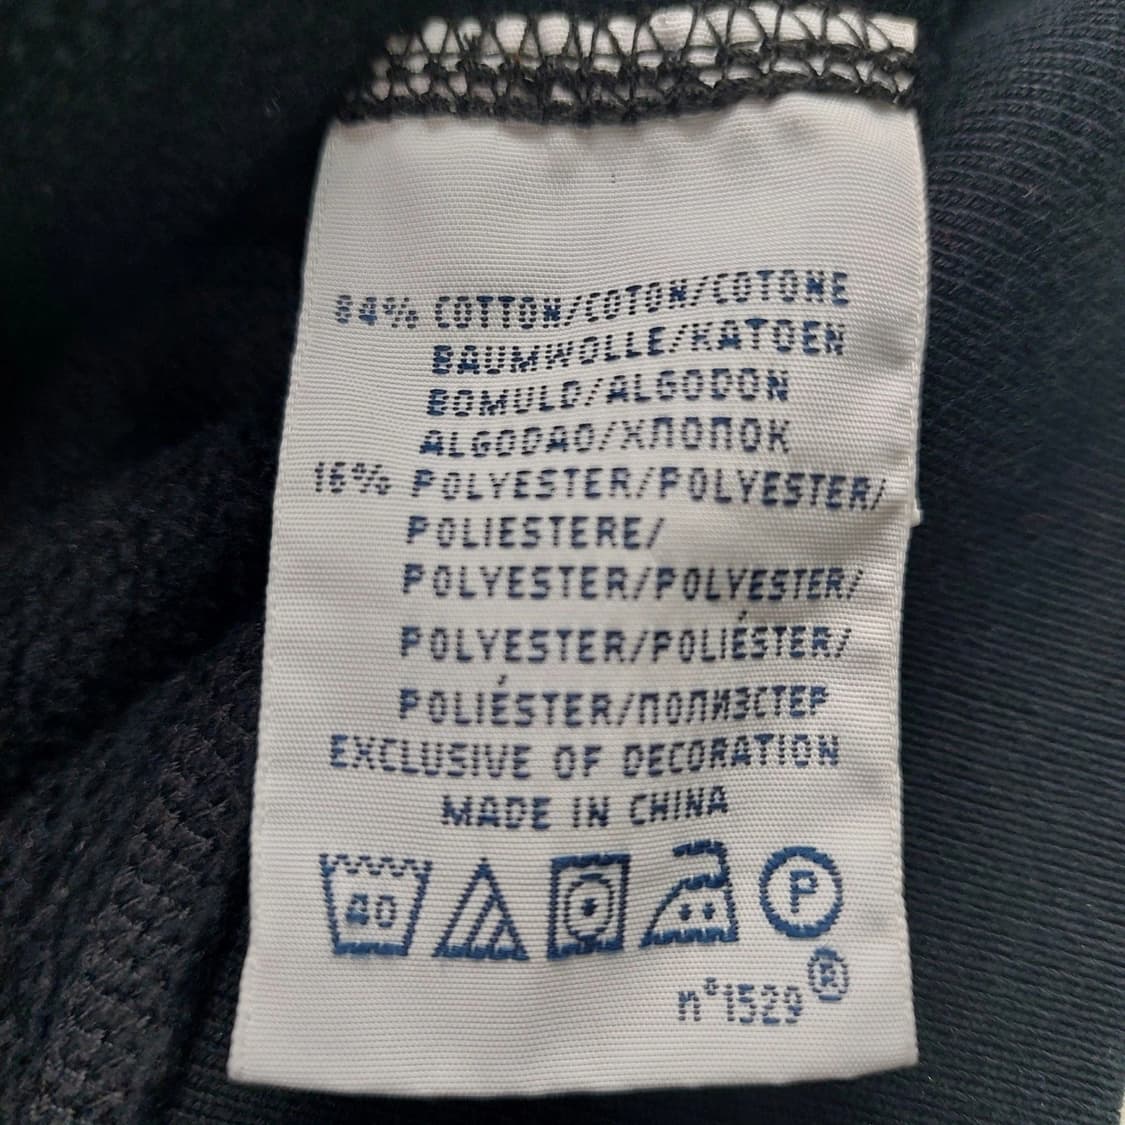 84% COTTON/COTON/COTONE
BAUMWOLLE/KATOEN
BOMULD/ALGODON
ALGODAO/ХЛОПОК
16% POLYESTER/POLYESTER/
POLIESTERE/
POLYESTER/POLYESTER/
POLYESTER/POLIÉSTER/
POLIÉSTER/ПОЛИЭСТЕР
EXCLUSIVE OF DECORATION
MADE IN CHINA
40 P
n°1529®